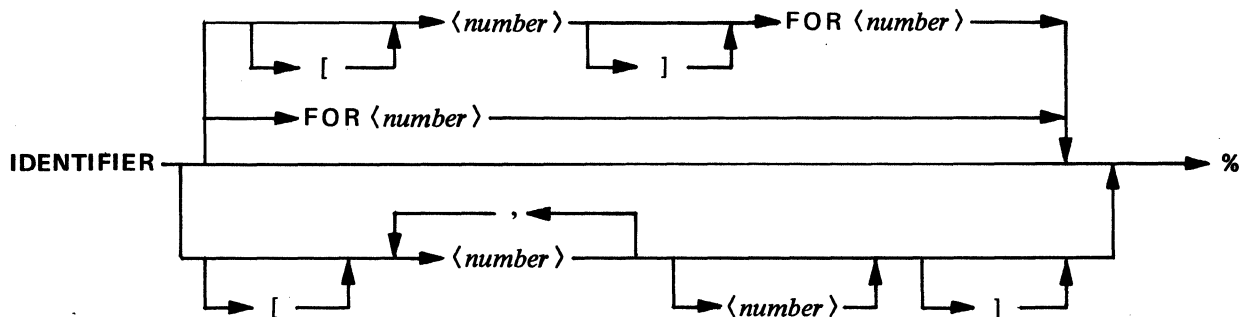 ⟨number⟩ FOR ⟨number⟩
[ ]
FOR ⟨number⟩
IDENTIFIER %
,
⟨number⟩
[ ⟨number⟩ ]